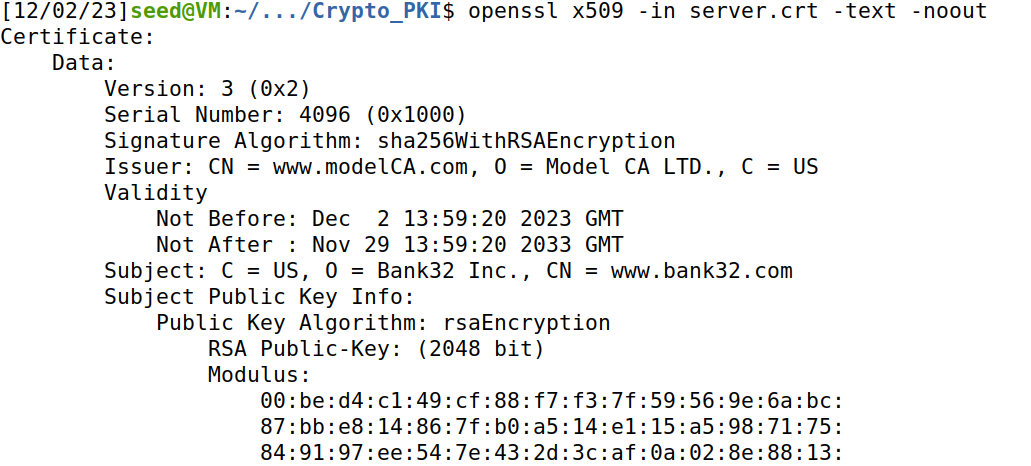 [12/02/23]seed@VM:~/.../Crypto_PKI$ openssl x509 -in server.crt -text -noout
Certificate:
    Data:
        Version: 3 (0x2)
        Serial Number: 4096 (0x1000)
        Signature Algorithm: sha256WithRSAEncryption
        Issuer: CN = www.modelCA.com, O = Model CA LTD., C = US
        Validity
            Not Before: Dec  2 13:59:20 2023 GMT
            Not After : Nov 29 13:59:20 2033 GMT
        Subject: C = US, O = Bank32 Inc., CN = www.bank32.com
        Subject Public Key Info:
            Public Key Algorithm: rsaEncryption
                RSA Public-Key: (2048 bit)
                Modulus:
                    00:be:d4:c1:49:cf:88:f7:f3:7f:59:56:9e:6a:bc:
                    87:bb:e8:14:86:7f:b0:a5:14:e1:15:a5:98:71:75:
                    84:91:97:ee:54:7e:43:2d:3c:af:0a:02:8e:88:13: